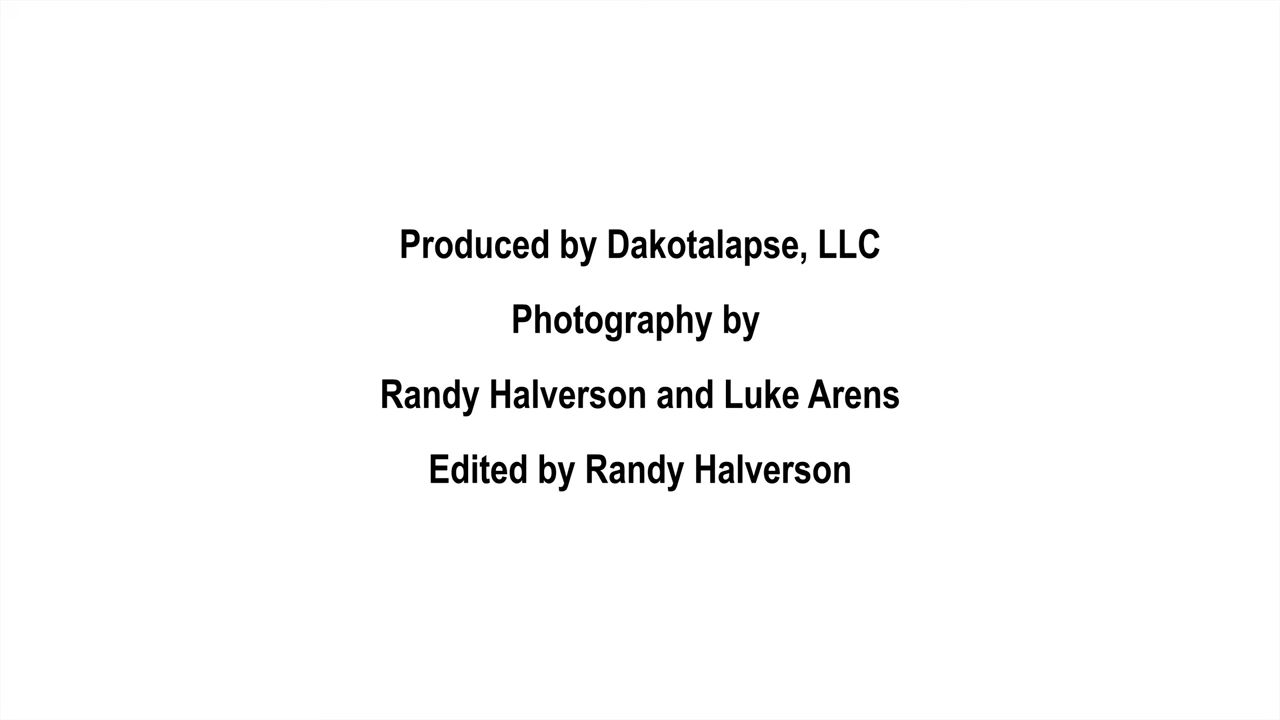 Produced by Dakotalapse, LLC
Photography by
Randy Halverson and Luke Arens
Edited by Randy Halverson